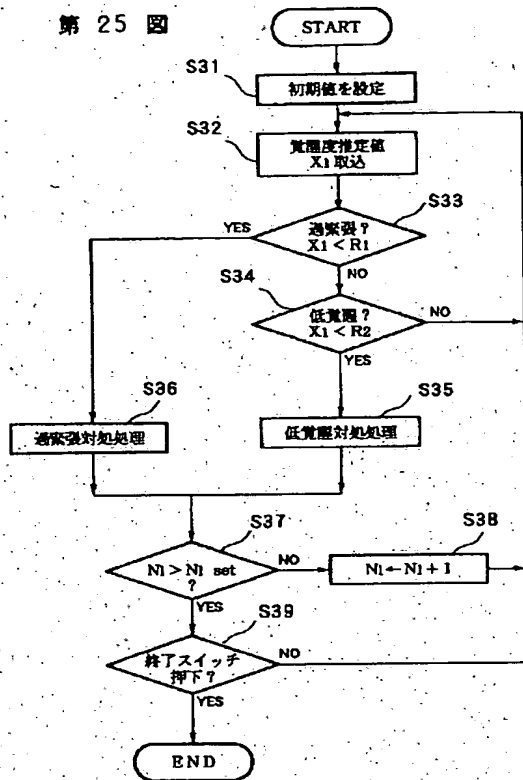 第 25 図
START
S31
初期値を設定
S32
覚醒度推定値
X1取込
S33
過緊張?
X1 < R1
YES
NO
S34
低覚醒?
X1 < R2
NO
YES
S36
過緊張対処処理
S35
低覚醒対処処理
S37
N1 > N1 set
?
NO
YES
S38
N1←N1+1
S39
終了スイッチ
押下?
NO
YES
END